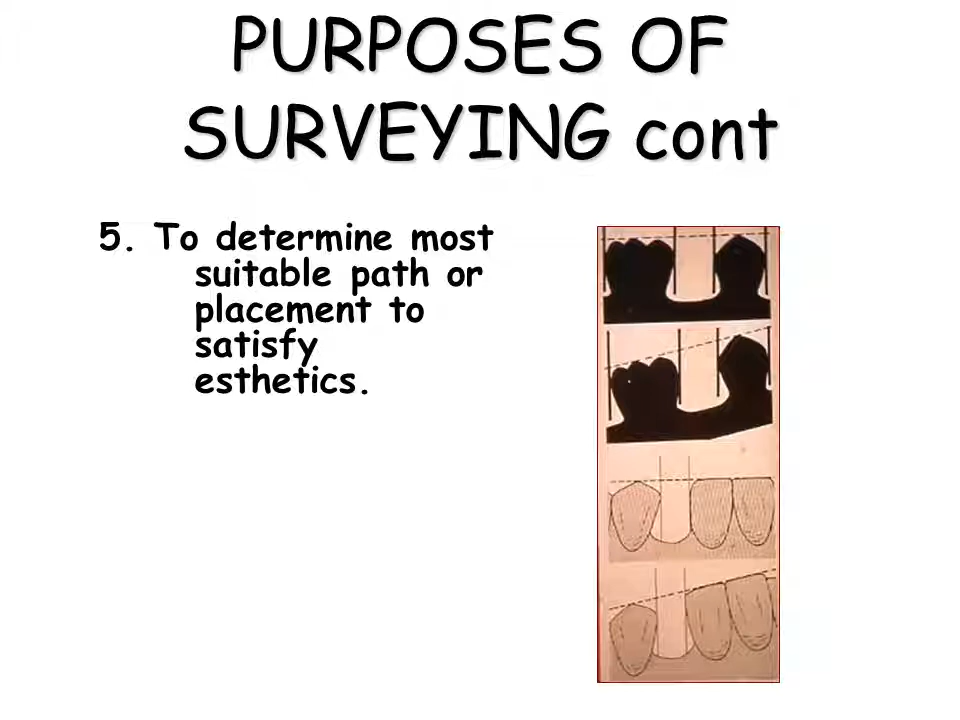 PURPOSES OF
SURVEYING cont
5. To determine most
suitable path or
placement to
satisfy
esthetics.